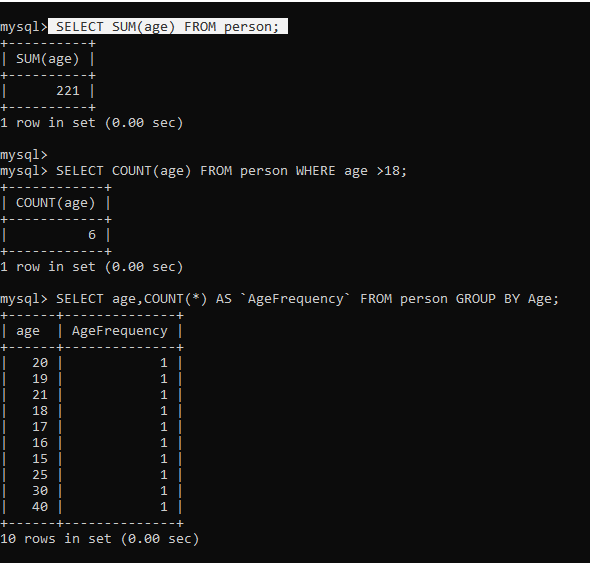 mysql> SELECT SUM(age) FROM person;
+----------+
| SUM(age) |
+----------+
|      221 |
+----------+
1 row in set (0.00 sec)

mysql>
mysql> SELECT COUNT(age) FROM person WHERE age >18;
+------------+
| COUNT(age) |
+------------+
|          6 |
+------------+
1 row in set (0.00 sec)

mysql> SELECT age,COUNT(*) AS `AgeFrequency` FROM person GROUP BY Age;
+------+--------------+
| age  | AgeFrequency |
+------+--------------+
|   20 |            1 |
|   19 |            1 |
|   21 |            1 |
|   18 |            1 |
|   17 |            1 |
|   16 |            1 |
|   15 |            1 |
|   25 |            1 |
|   30 |            1 |
|   40 |            1 |
+------+--------------+
10 rows in set (0.00 sec)